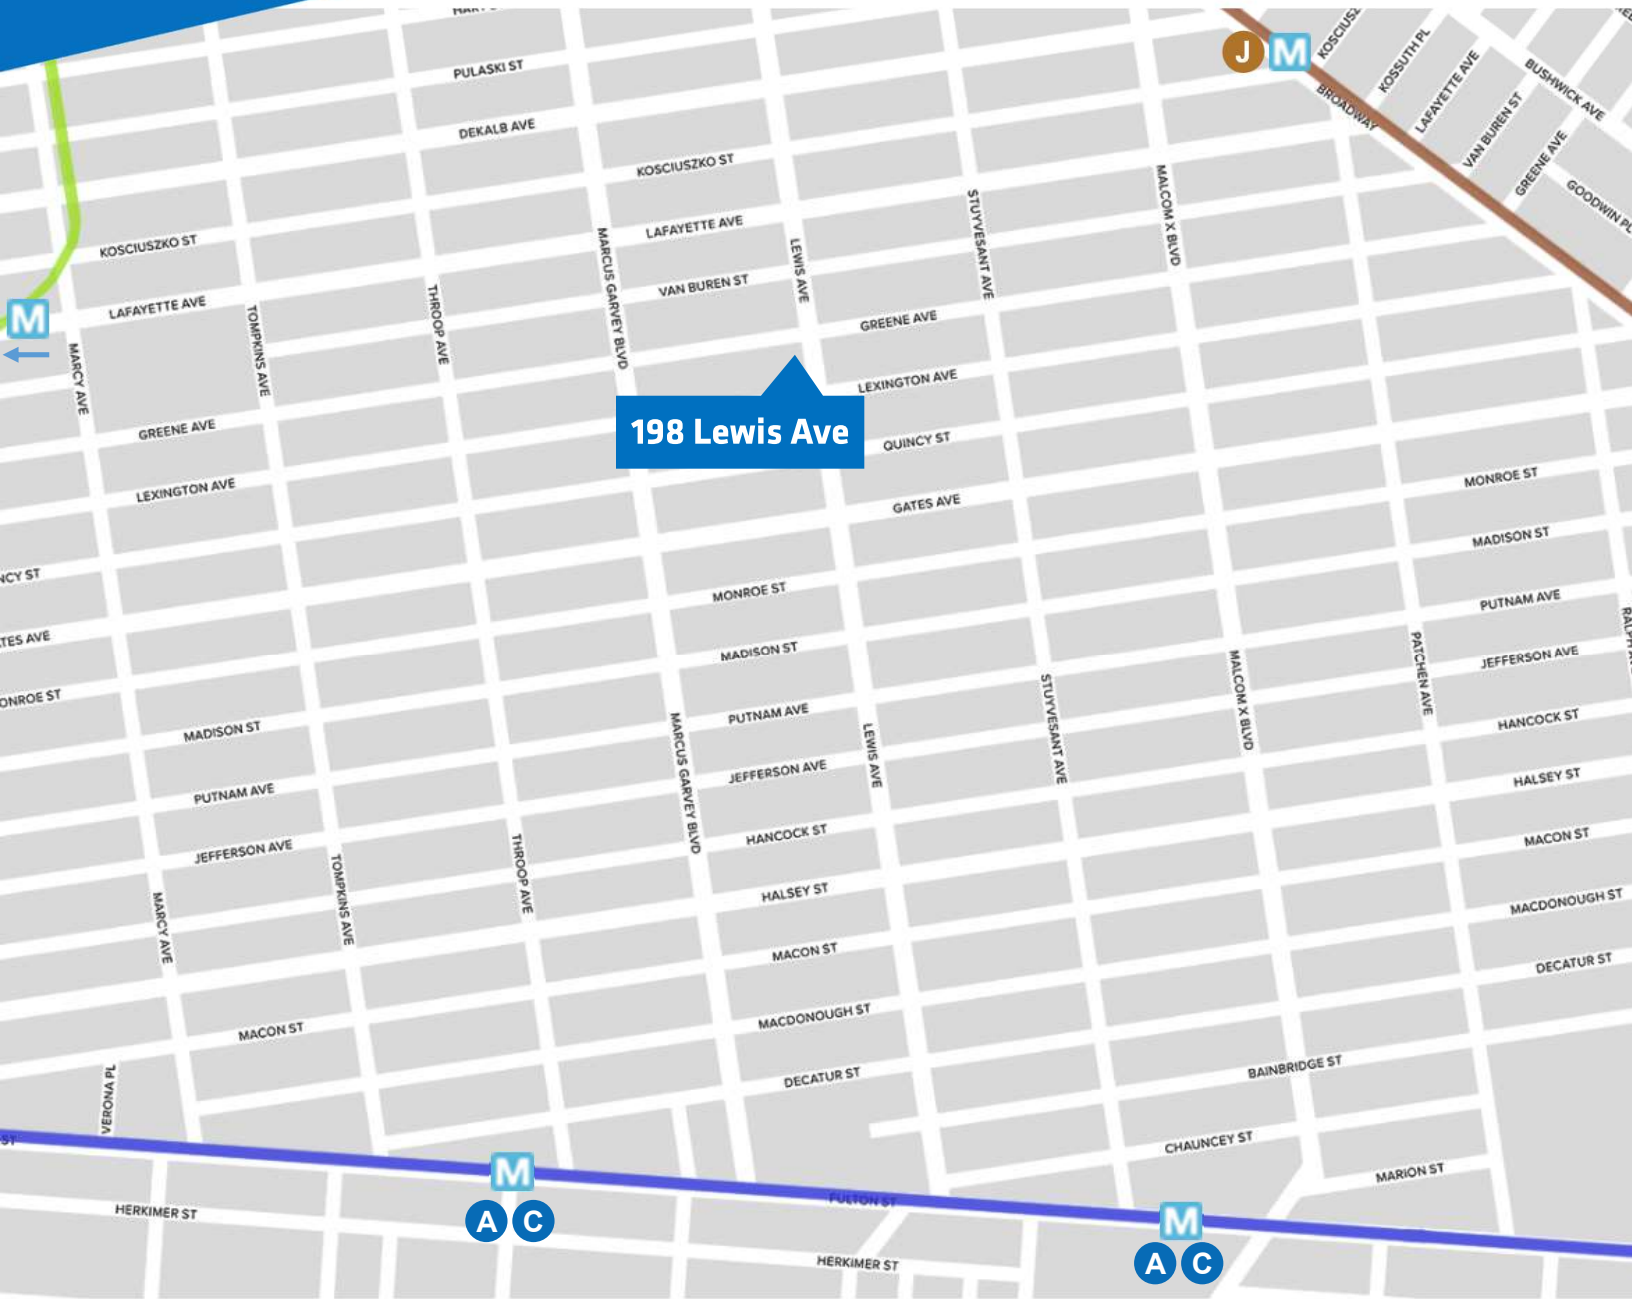 PULASKI ST
DEKALB AVE
KOSCIUSZKO ST
LAFAYETTE AVE
VAN BUREN ST
KOSCIUSZKO ST
LAFAYETTE AVE
M
MARCY AVE
TOMPKINS AVE
THROOP AVE
MARCUS GARVEY BLVD
LEWIS AVE
STUYVESANT AVE
MALCOM X BLVD
J
M
BROADWAY
KOSSUTH PL
LAFAYETTE AVE
VAN BUREN ST
GREENE AVE
BUSHWICK AVE
GOODWIN PL
GREENE AVE
LEXINGTON AVE
QUINCY ST
GATES AVE
198 Lewis Ave
GREENE AVE
LEXINGTON AVE
MONROE ST
MADISON ST
PUTNAM AVE
JEFFERSON AVE
HANCOCK ST
HALSEY ST
MACON ST
MACDONOUGH ST
DECATUR ST
MONROE ST
MADISON ST
PUTNAM AVE
JEFFERSON AVE
HANCOCK ST
HALSEY ST
MACON ST
MACDONOUGH ST
DECATUR ST
MADISON ST
PUTNAM AVE
JEFFERSON AVE
MARCY AVE
TOMPKINS AVE
THROOP AVE
MARCUS GARVEY BLVD
LEWIS AVE
STUYVESANT AVE
MALCOM X BLVD
PATCHEN AVE
MACON ST
VERONA PL
BAINBRIDGE ST
CHAUNCEY ST
MARION ST
ST
M
A C
FULTON ST
M
A C
HERKIMER ST
HERKIMER ST